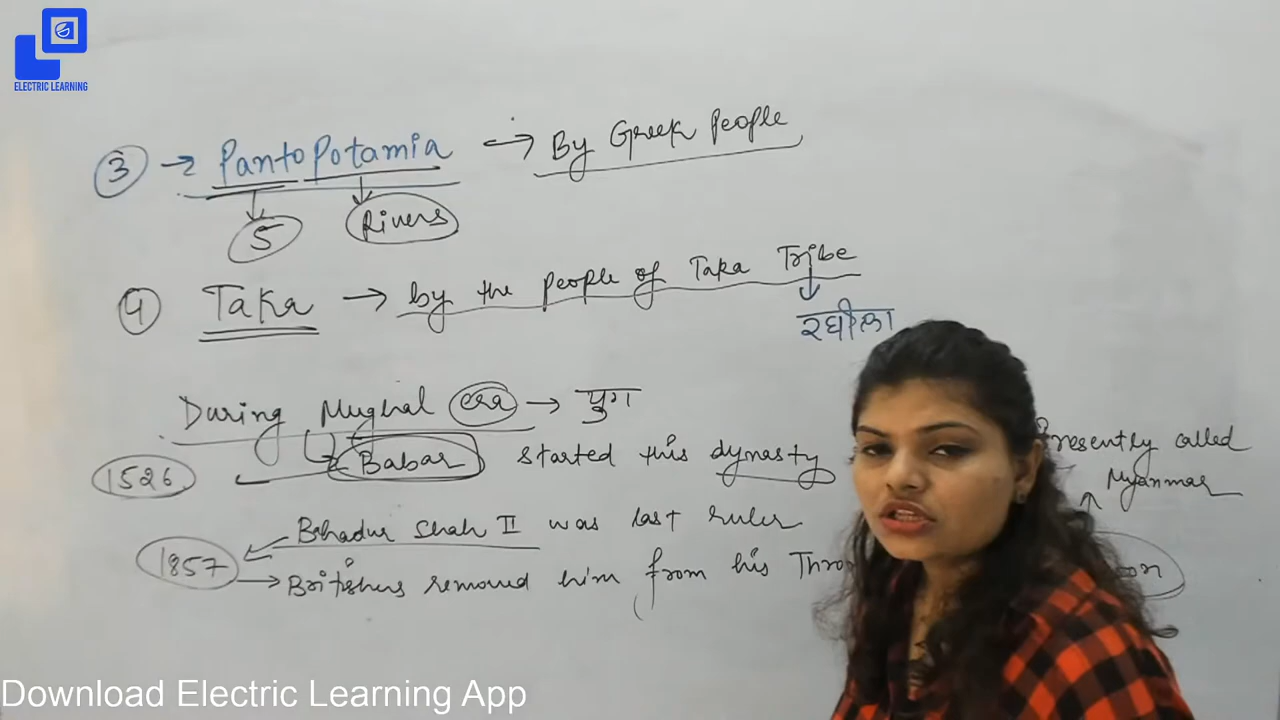 ELECTRIC LEARNING
③ → PantoPotamia → By Greek People
5 Rivers
④ Taka → by the people of Taka Tribe
During Mughal era → युग
1526 Babar started this dynasty
Presently called
Myanmar
Bahadur Shah II was last ruler
1857 → Britishers removed him from his
Download Electric Learning App